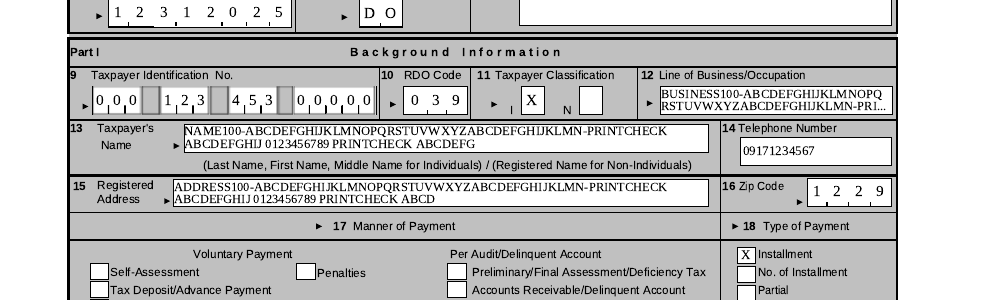 ► 1 2 3 1 2 0 2 5 ► D O
Part I Background Information
9 Taxpayer Identification No. 10 RDO Code 11 Taxpayer Classification 12 Line of Business/Occupation
► 0 0 0 1 2 3 4 5 3 0 0 0 0 0 ► 0 3 9 ► I X N ► BUSINESS100-ABCDEFGHIJKLMNOPQ
RSTUVWXYZABCDEFGHIJKLMN-PRI...
13 Taxpayer's Name ► NAME100-ABCDEFGHIJKLMNOPQRSTUVWXYZABCDEFGHIJKLMN-PRINTCHECK
ABCDEFGHIJ 0123456789 PRINTCHECK ABCDEFG
(Last Name, First Name, Middle Name for Individuals) / (Registered Name for Non-Individuals)
14 Telephone Number
09171234567
15 Registered Address ► ADDRESS100-ABCDEFGHIJKLMNOPQRSTUVWXYZABCDEFGHIJKLMN-PRINTCHECK
ABCDEFGHIJ 0123456789 PRINTCHECK ABCD
16 Zip Code ► 1 2 2 9
► 17 Manner of Payment ► 18 Type of Payment
Voluntary Payment Per Audit/Delinquent Account X Installment
Self-Assessment Penalties Preliminary/Final Assessment/Deficiency Tax No. of Installment
Tax Deposit/Advance Payment Accounts Receivable/Delinquent Account Partial